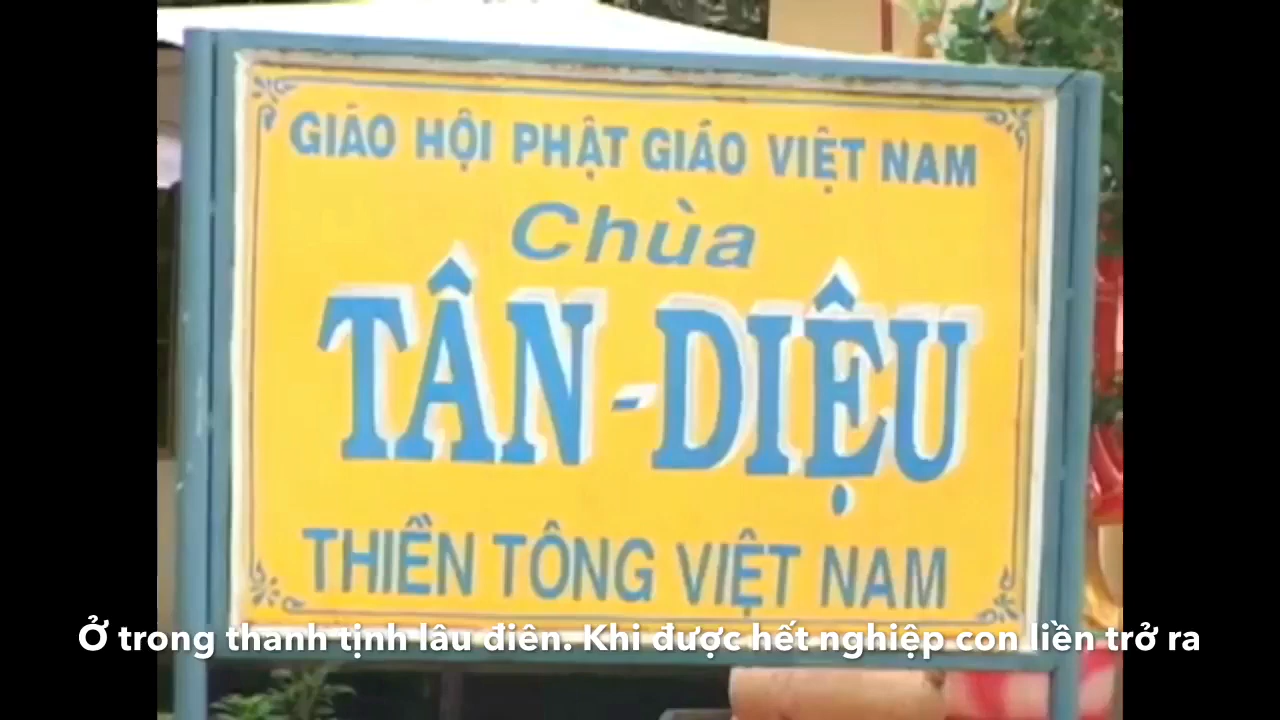 GIÁO HỘI PHẬT GIÁO VIỆT NAM
Chùa
TÂN-DIỆU
THIỀN TÔNG VIỆT NAM
Ở trong thanh tịnh lâu điên. Khi được hết nghiệp con liền trở ra